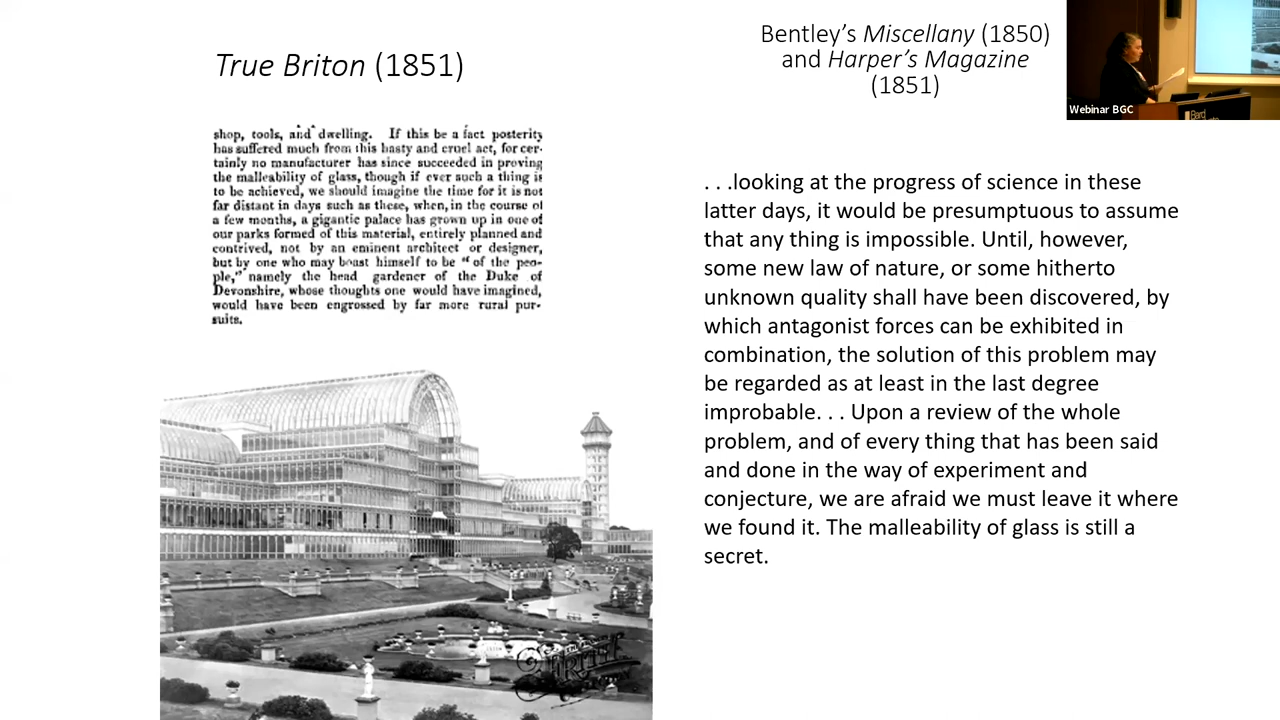 True Briton (1851)
shop, tools, and dwelling. If this be a fact posterity
has suffered much from this hasty and cruel act, for cer-
tainly no manufacturer has since succeeded in proving
the malleability of glass, though if ever such a thing is
to be achieved, we should imagine the time for it is not
far distant in days such as these, when, in the course of
a few months, a gigantic palace has grown up in one of
our parks formed of this material, entirely planned and
contrived, not by an eminent architect or designer,
but by one who may boast himself to be “of the peo-
ple,” namely the head gardener of the Duke of
Devonshire, whose thoughts one would have imagined,
would have been engrossed by far more rural pur-
suits.
FRITH
Bentley’s Miscellany (1850)
and Harper’s Magazine
(1851)
. . .looking at the progress of science in these
latter days, it would be presumptuous to assume
that any thing is impossible. Until, however,
some new law of nature, or some hitherto
unknown quality shall have been discovered, by
which antagonist forces can be exhibited in
combination, the solution of this problem may
be regarded as at least in the last degree
improbable. . . Upon a review of the whole
problem, and of every thing that has been said
and done in the way of experiment and
conjecture, we are afraid we must leave it where
we found it. The malleability of glass is still a
secret.
Webinar BGC
Bard